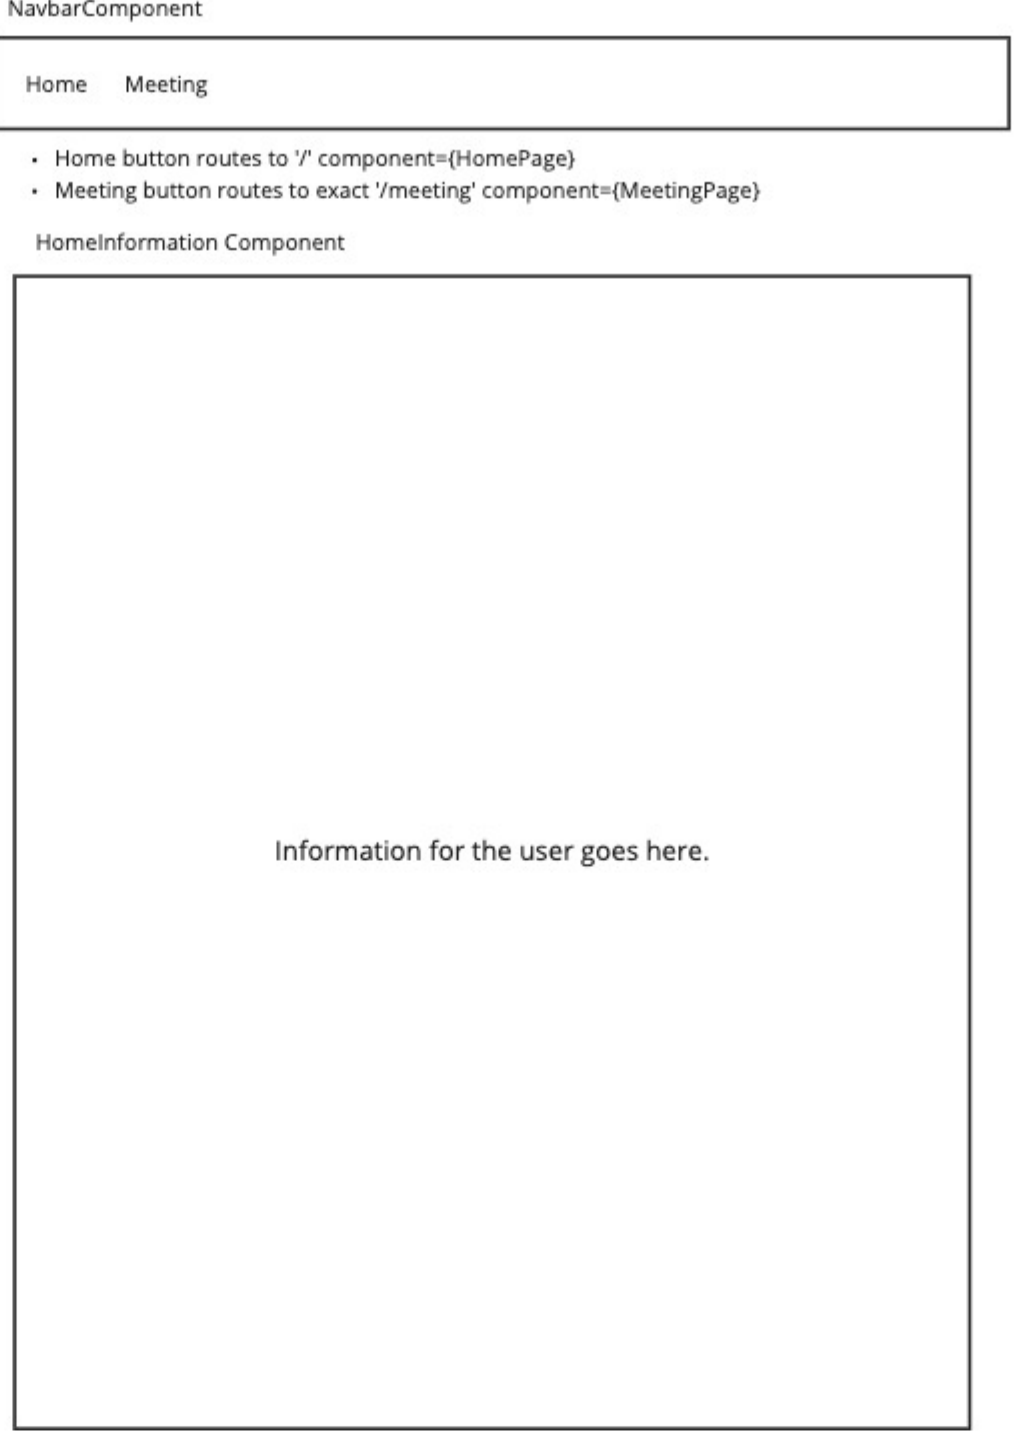 NavbarComponent
Home Meeting
• Home button routes to '/' component={HomePage}
• Meeting button routes to exact '/meeting' component={MeetingPage}
HomeInformation Component
Information for the user goes here.